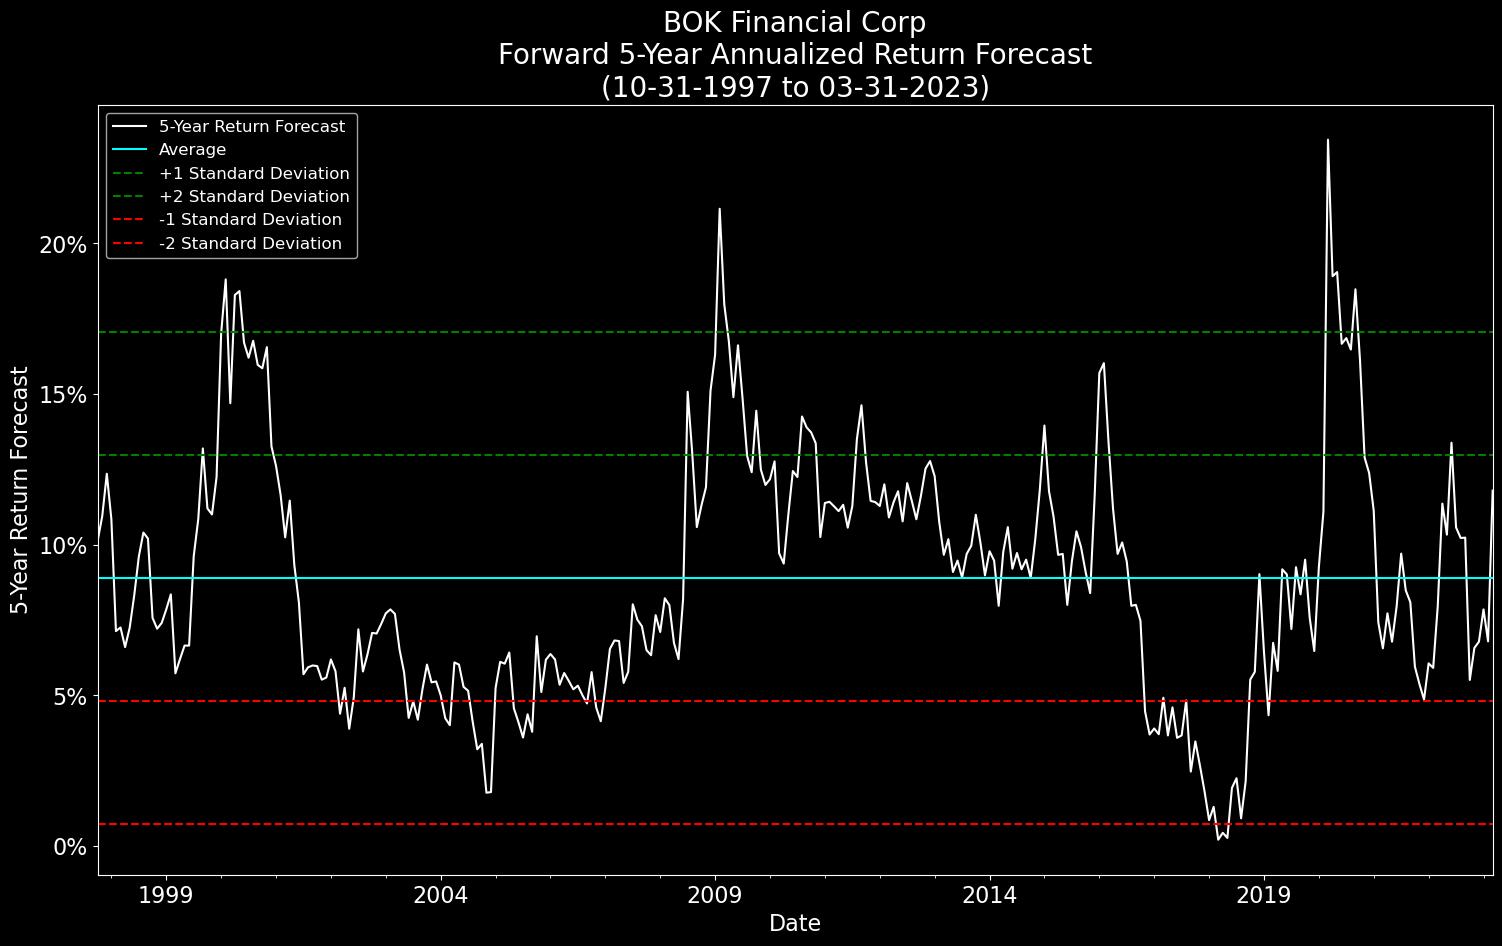 BOK Financial Corp
Forward 5-Year Annualized Return Forecast
(10-31-1997 to 03-31-2023)
5-Year Return Forecast
Average
+1 Standard Deviation
+2 Standard Deviation
-1 Standard Deviation
-2 Standard Deviation
20%
15%
10%
5%
0%
5-Year Return Forecast
1999 2004 2009 2014 2019
Date